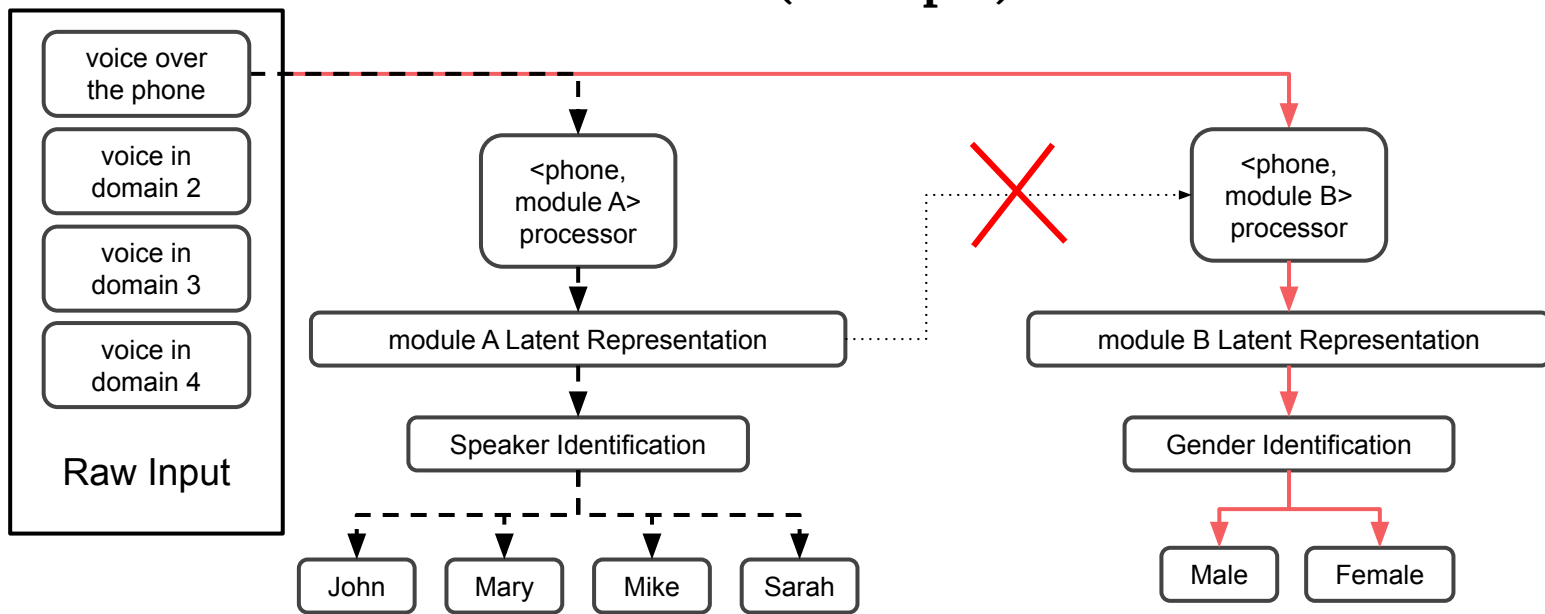 voice over
the phone
voice in
domain 2
voice in
domain 3
voice in
domain 4
Raw Input
<phone,
module A>
processor
module A Latent Representation
Speaker Identification
John
Mary
Mike
Sarah
<phone,
module B>
processor
module B Latent Representation
Gender Identification
Male
Female